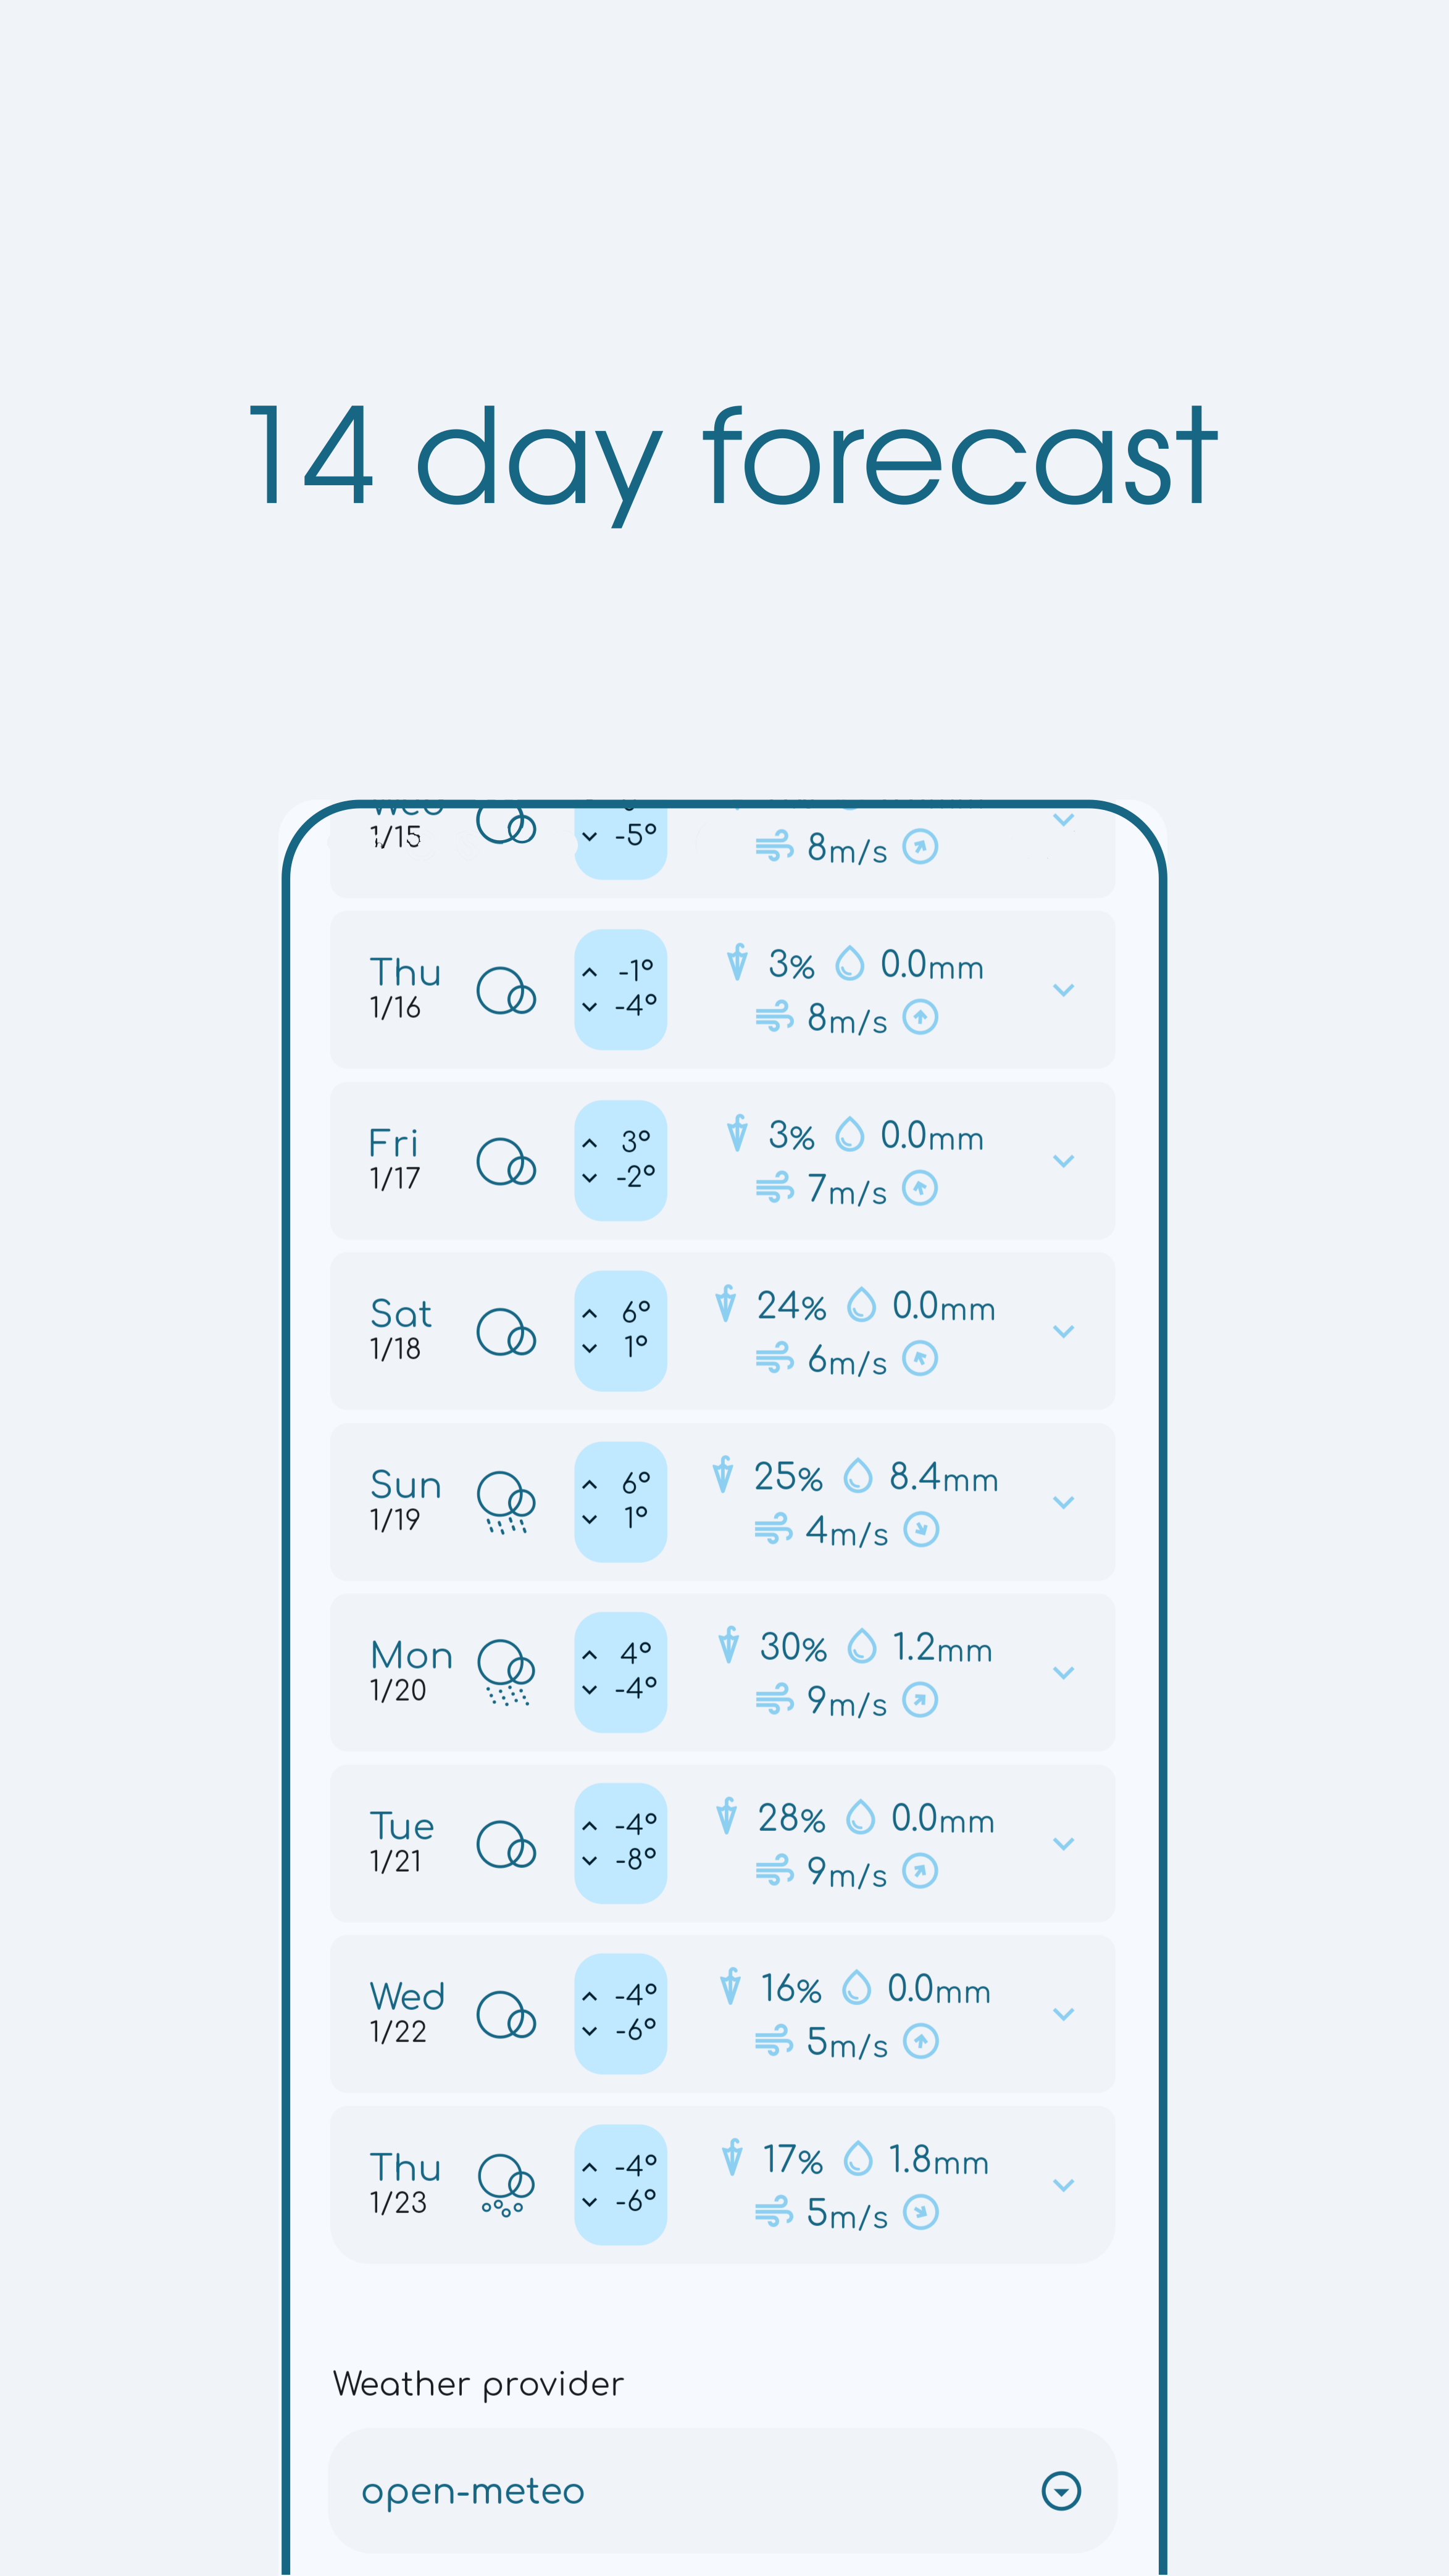 14 day forecast
Wed
1/15
-5°
8m/s
Thu
1/16
-1°
-4°
3% 0.0mm
8m/s
Fri
1/17
3°
-2°
3% 0.0mm
7m/s
Sat
1/18
6°
1°
24% 0.0mm
6m/s
Sun
1/19
6°
1°
25% 8.4mm
4m/s
Mon
1/20
4°
-4°
30% 1.2mm
9m/s
Tue
1/21
-4°
-8°
28% 0.0mm
9m/s
Wed
1/22
-4°
-6°
16% 0.0mm
5m/s
Thu
1/23
-4°
-6°
17% 1.8mm
5m/s
Weather provider
open-meteo